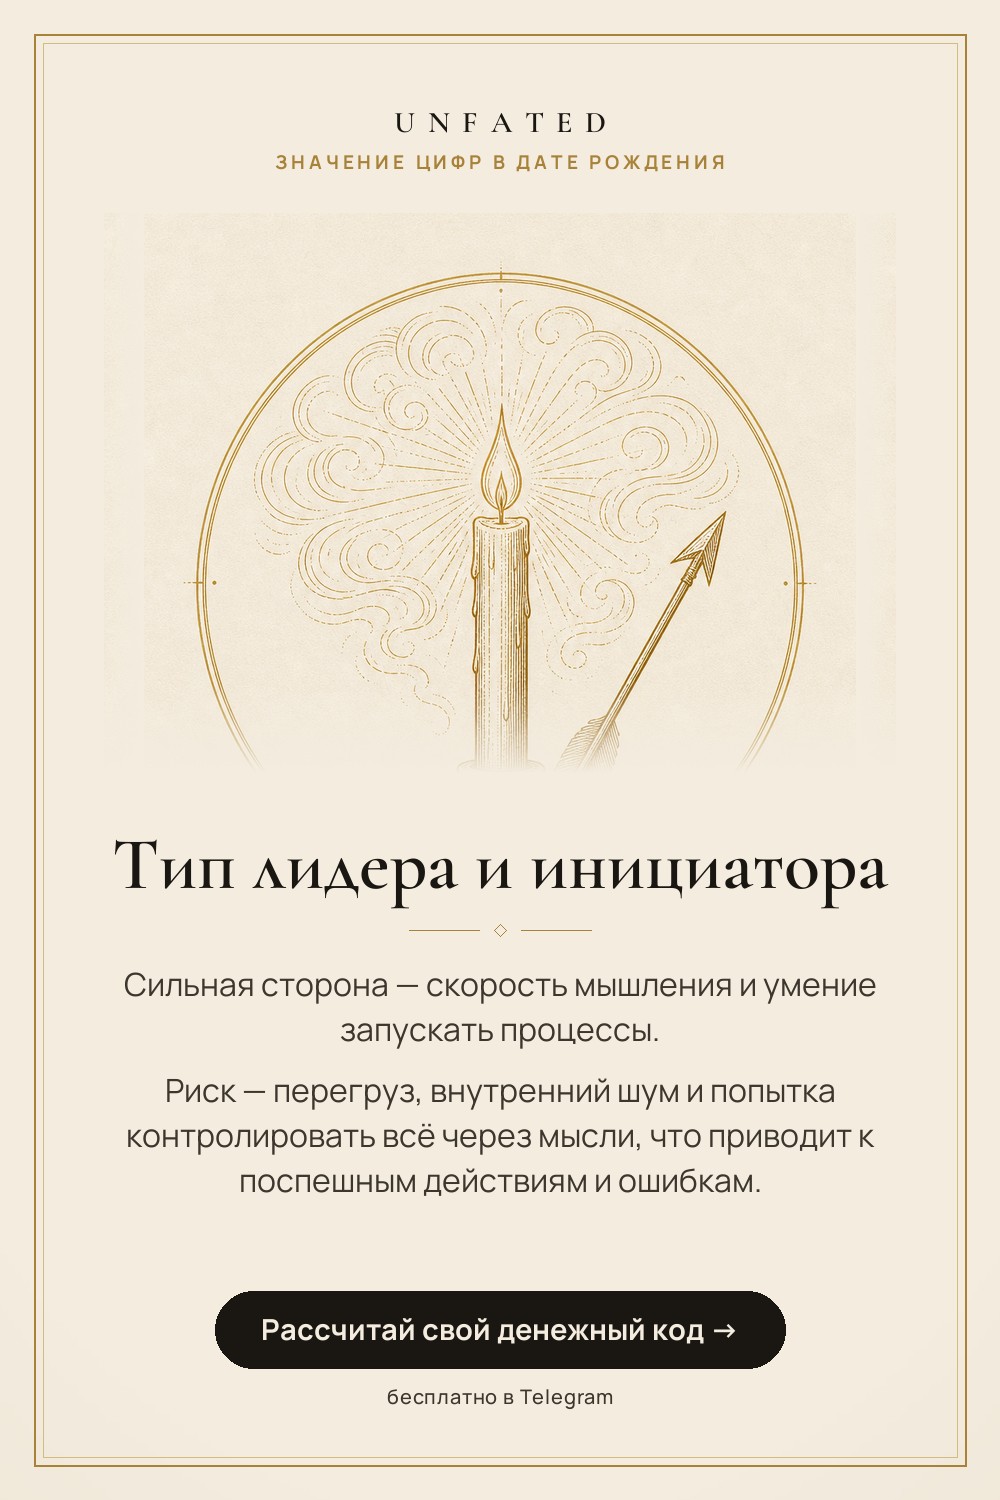 UNFATED
ЗНАЧЕНИЕ ЦИФР В ДАТЕ РОЖДЕНИЯ
Тип лидера и инициатора
Сильная сторона — скорость мышления и умение
запускать процессы.
Риск — перегруз, внутренний шум и попытка
контролировать всё через мысли, что приводит к
поспешным действиям и ошибкам.
Рассчитай свой денежный код →
бесплатно в Telegram